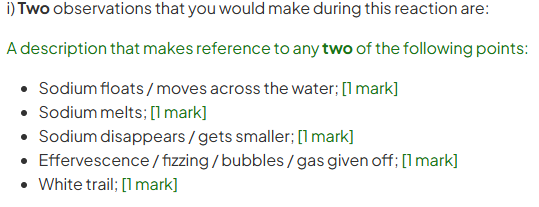 i) Two observations that you would make during this reaction are:
A description that makes reference to any two of the following points:
• Sodium floats / moves across the water; [1 mark]
• Sodium melts; [1 mark]
• Sodium disappears / gets smaller; [1 mark]
• Effervescence / fizzing / bubbles / gas given off; [1 mark]
• White trail; [1 mark]